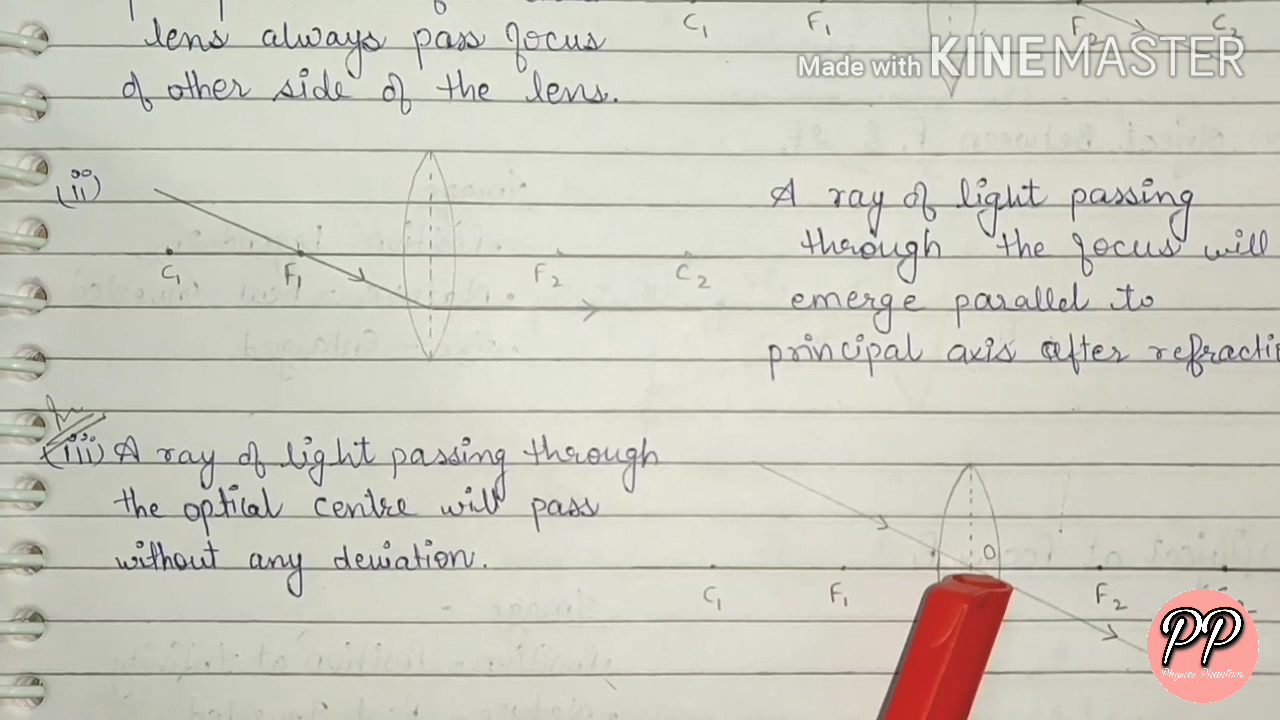 lens always pass focus
of other side of the lens.
C1 F1 F2 C2
Made with KINEMASTER
(ii)
C1 F1 F2 C2
A ray of light passing
through the focus will
emerge parallel to
principal axis after refracti
(iii) A ray of light passing through
the optical centre will pass
without any deviation.
O
C1 F1 F2
PP
Physics Phantom